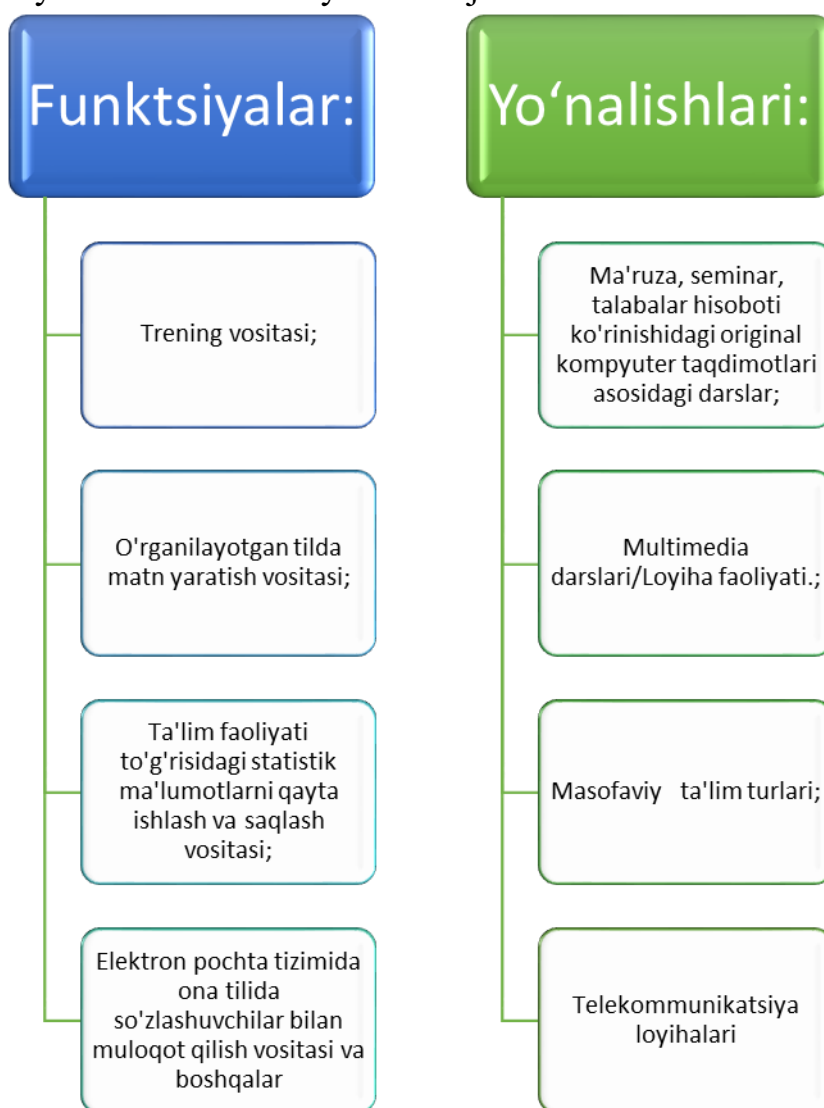 Funktsiyalar:
Trening vositasi;
O'rganilayotgan tilda
matn yaratish vositasi;
Ta'lim faoliyati
to'g'risidagi statistik
ma'lumotlarni qayta
ishlash va saqlash
vositasi;
Elektron pochta tizimida
ona tilida
so'zlashuvchilar bilan
muloqot qilish vositasi va
boshqalar
Yo‘nalishlari:
Ma'ruza, seminar,
talabalar hisoboti
ko'rinishidagi original
kompyuter taqdimotlari
asosidagi darslar;
Multimedia
darslari/Loyiha faoliyati.;
Masofaviy ta'lim turlari;
Telekommunikatsiya
loyihalari